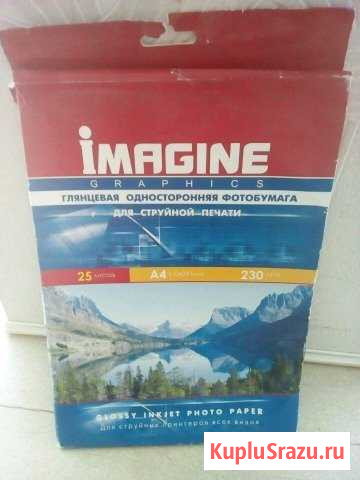 imagine
GRAPHICS
ГЛЯНЦЕВАЯ ОДНОСТОРОННЯЯ ФОТОБУМАГА
ДЛЯ СТРУЙНОЙ ПЕЧАТИ
25 листов A4 230
GLOSSY INKJET PHOTO PAPER
Для струйных принтеров всех видов
KupluSrazu.ru